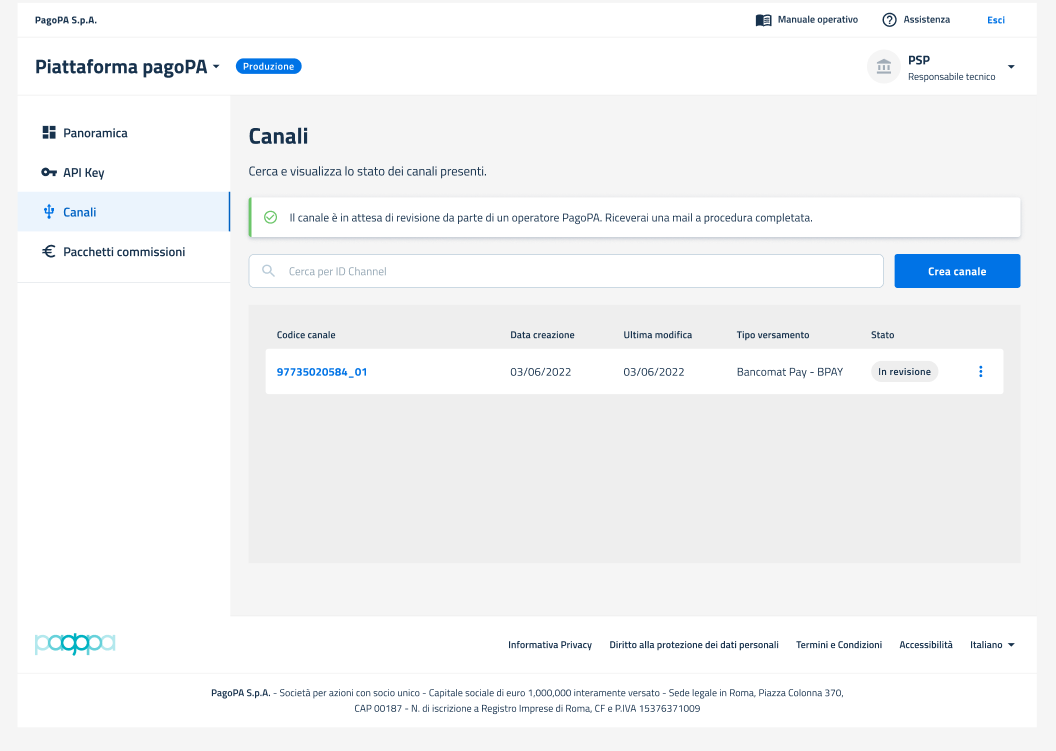 PagoPA S.p.A.
Manuale operativo
Assistenza
Esci
Piattaforma pagoPA
Produzione
PSP
Responsabile tecnico
Panoramica
API Key
Canali
Pacchetti commissioni
Canali
Cerca e visualizza lo stato dei canali presenti.
Il canale è in attesa di revisione da parte di un operatore PagoPA. Riceverai una mail a procedura completata.
Cerca per ID Channel
Crea canale
Codice canale Data creazione Ultima modifica Tipo versamento Stato
97735020584_01 03/06/2022 03/06/2022 Bancomat Pay - BPAY In revisione
pagopa
Informativa Privacy Diritto alla protezione dei dati personali Termini e Condizioni Accessibilità Italiano
PagoPA S.p.A. - Società per azioni con socio unico - Capitale sociale di euro 1,000,000 interamente versato - Sede legale in Roma, Piazza Colonna 370,
CAP 00187 - N. di iscrizione a Registro Imprese di Roma, CF e P.IVA 15376371009